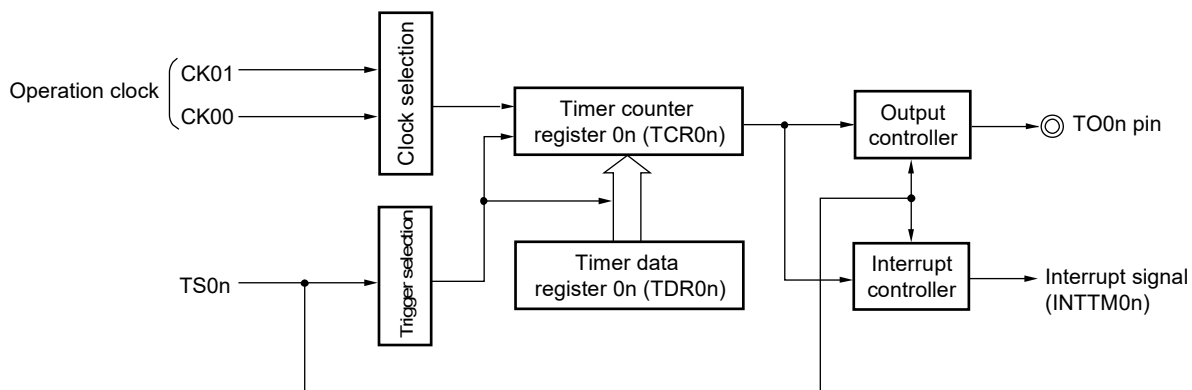 Operation clock
CK01
CK00
Clock selection
Timer counter
register 0n (TCR0n)
Output
controller
TO0n pin
TS0n
Trigger selection
Timer data
register 0n (TDR0n)
Interrupt
controller
Interrupt signal
(INTTM0n)